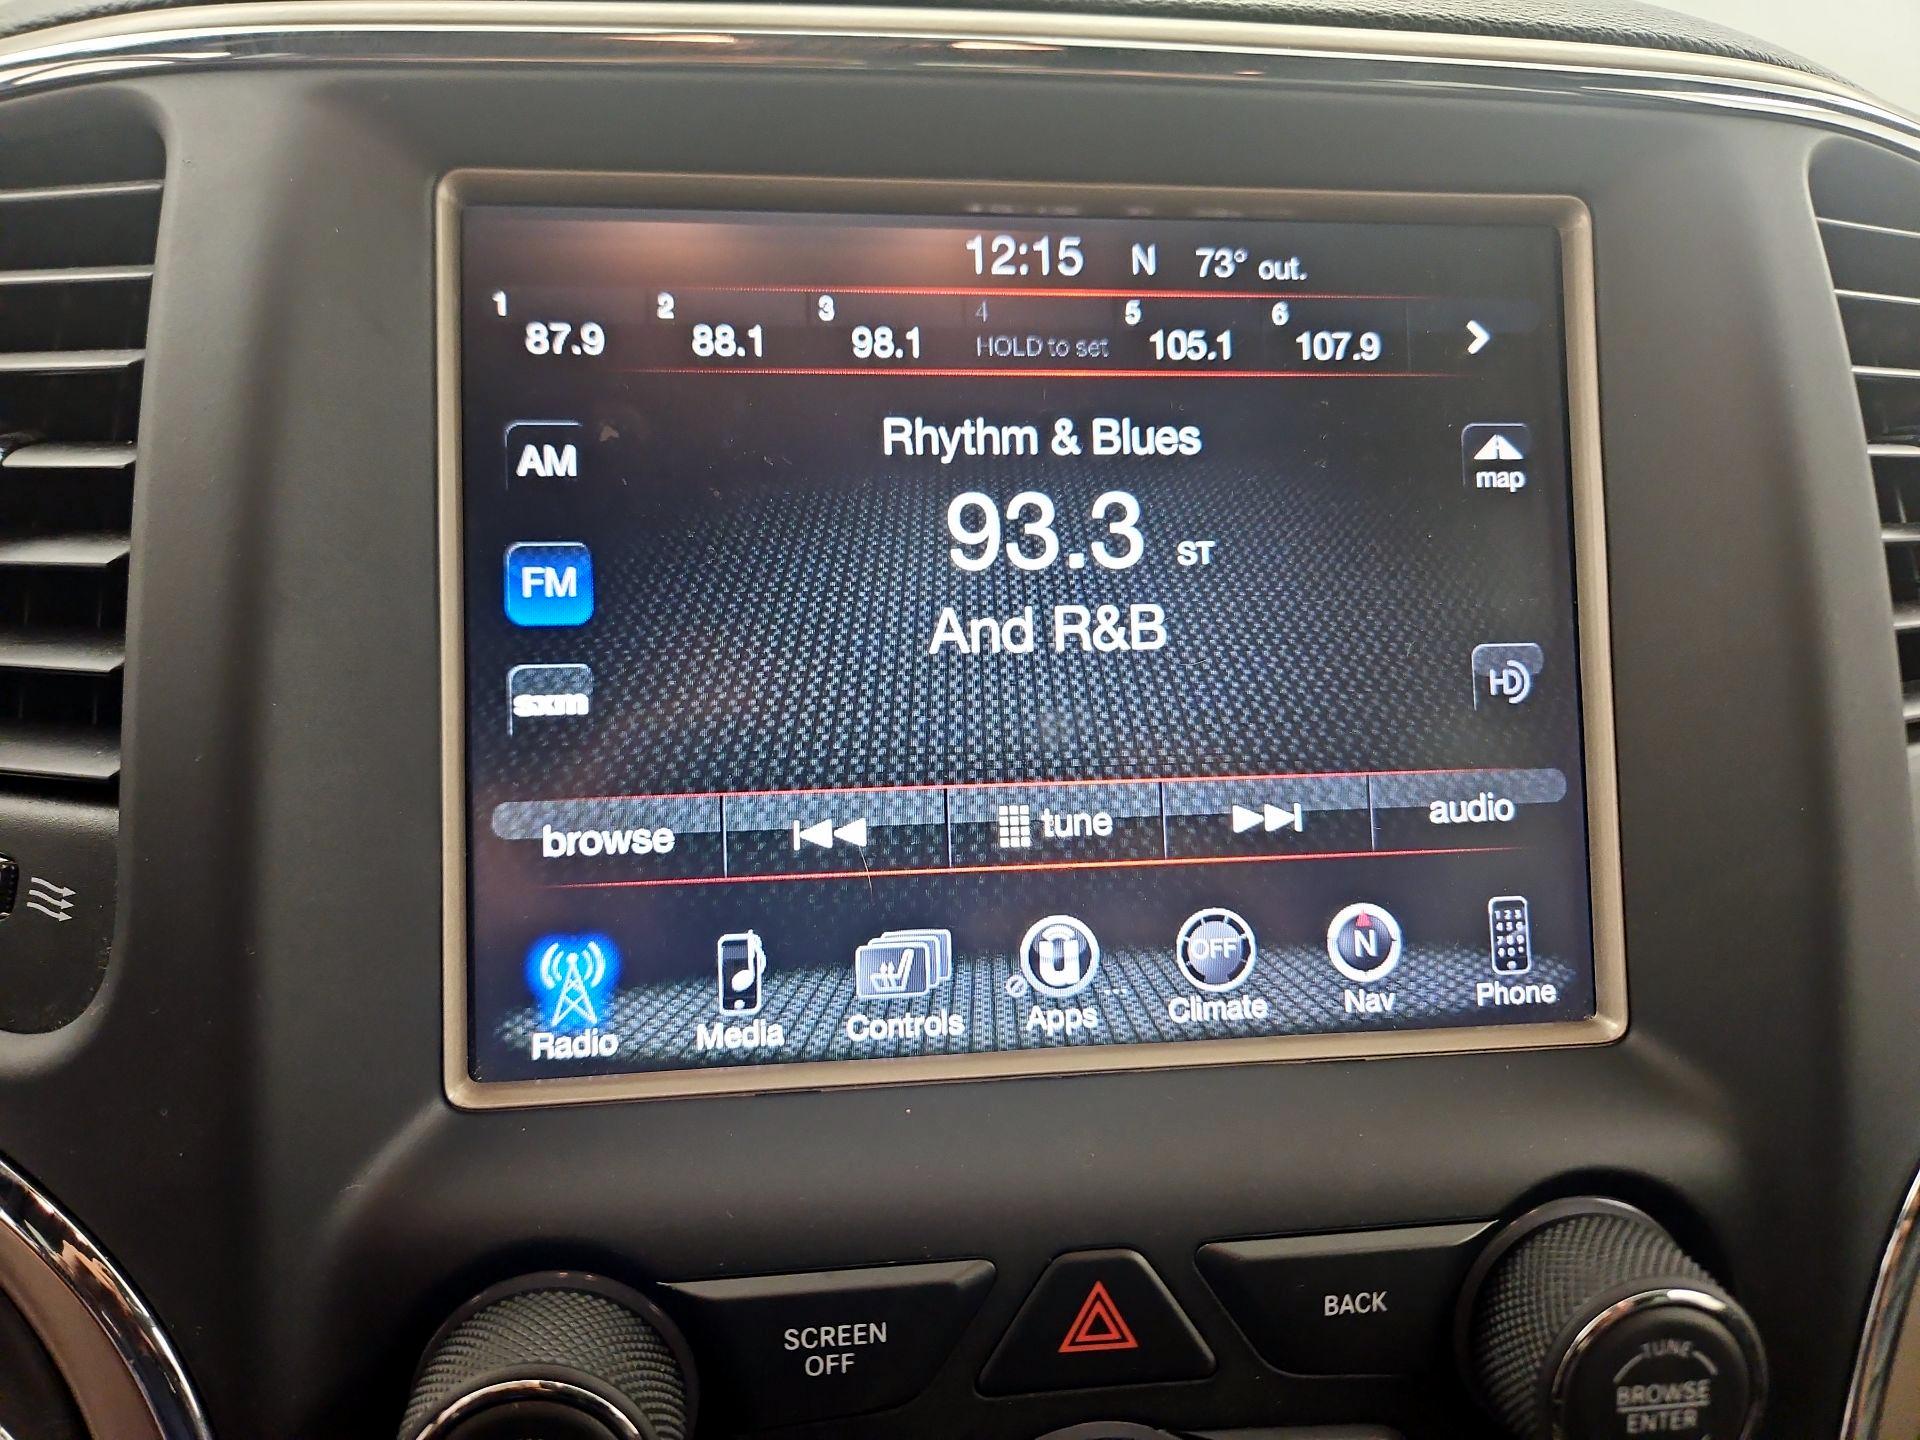 12:15 N 73° out.
1 2 3 4 5 6
87.9 88.1 98.1 HOLD to set 105.1 107.9
Rhythm & Blues
AM
map
93.3 ST
FM
And R&B
HD
sxm
browse tune audio
OFF N
Radio Media Controls Apps Climate Nav Phone
SCREEN
OFF
BACK
TUNE
BROWSE
ENTER